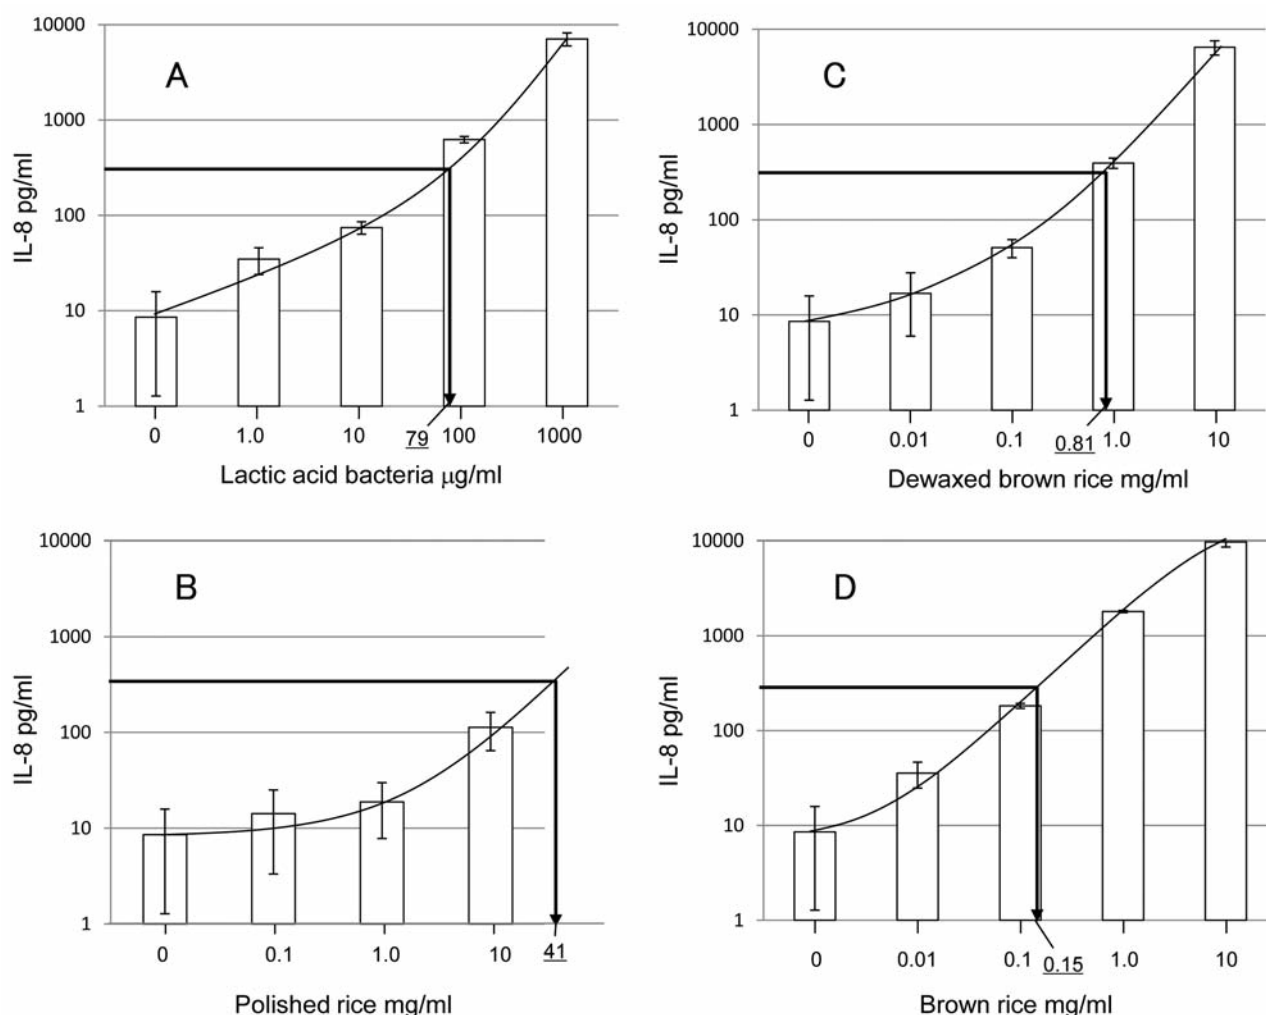 A
IL-8 pg/ml
10000
1000
100
10
1
0 1.0 10 79 100 1000
Lactic acid bacteria μg/ml
C
IL-8 pg/ml
10000
1000
100
10
1
0 0.01 0.1 0.81 1.0 10
Dewaxed brown rice mg/ml
B
IL-8 pg/ml
10000
1000
100
10
1
0 0.1 1.0 10 41
Polished rice mg/ml
D
IL-8 pg/ml
10000
1000
100
10
1
0 0.01 0.1 0.15 1.0 10
Brown rice mg/ml